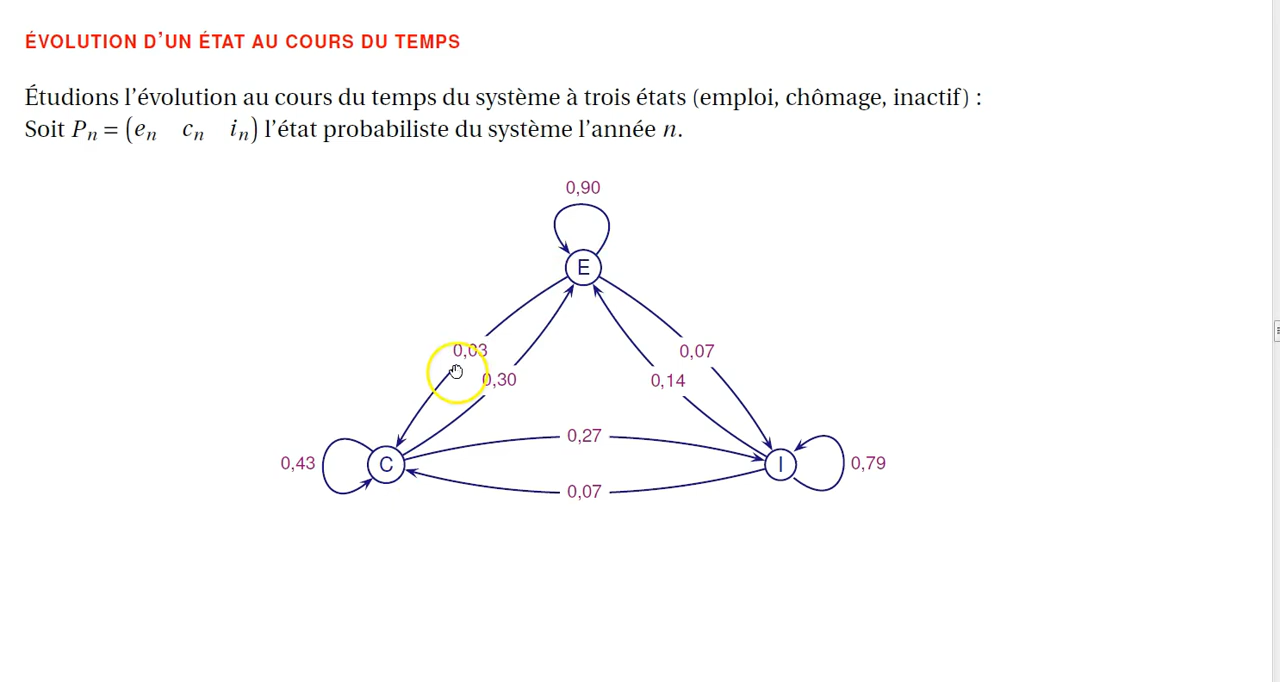 ÉVOLUTION D'UN ÉTAT AU COURS DU TEMPS
Étudions l'évolution au cours du temps du système à trois états (emploi, chômage, inactif) :
Soit Pn = (en cn in) l'état probabiliste du système l'année n.
0,90
E
0,03
0,07
0,30
0,14
0,27
0,43
C
I
0,79
0,07